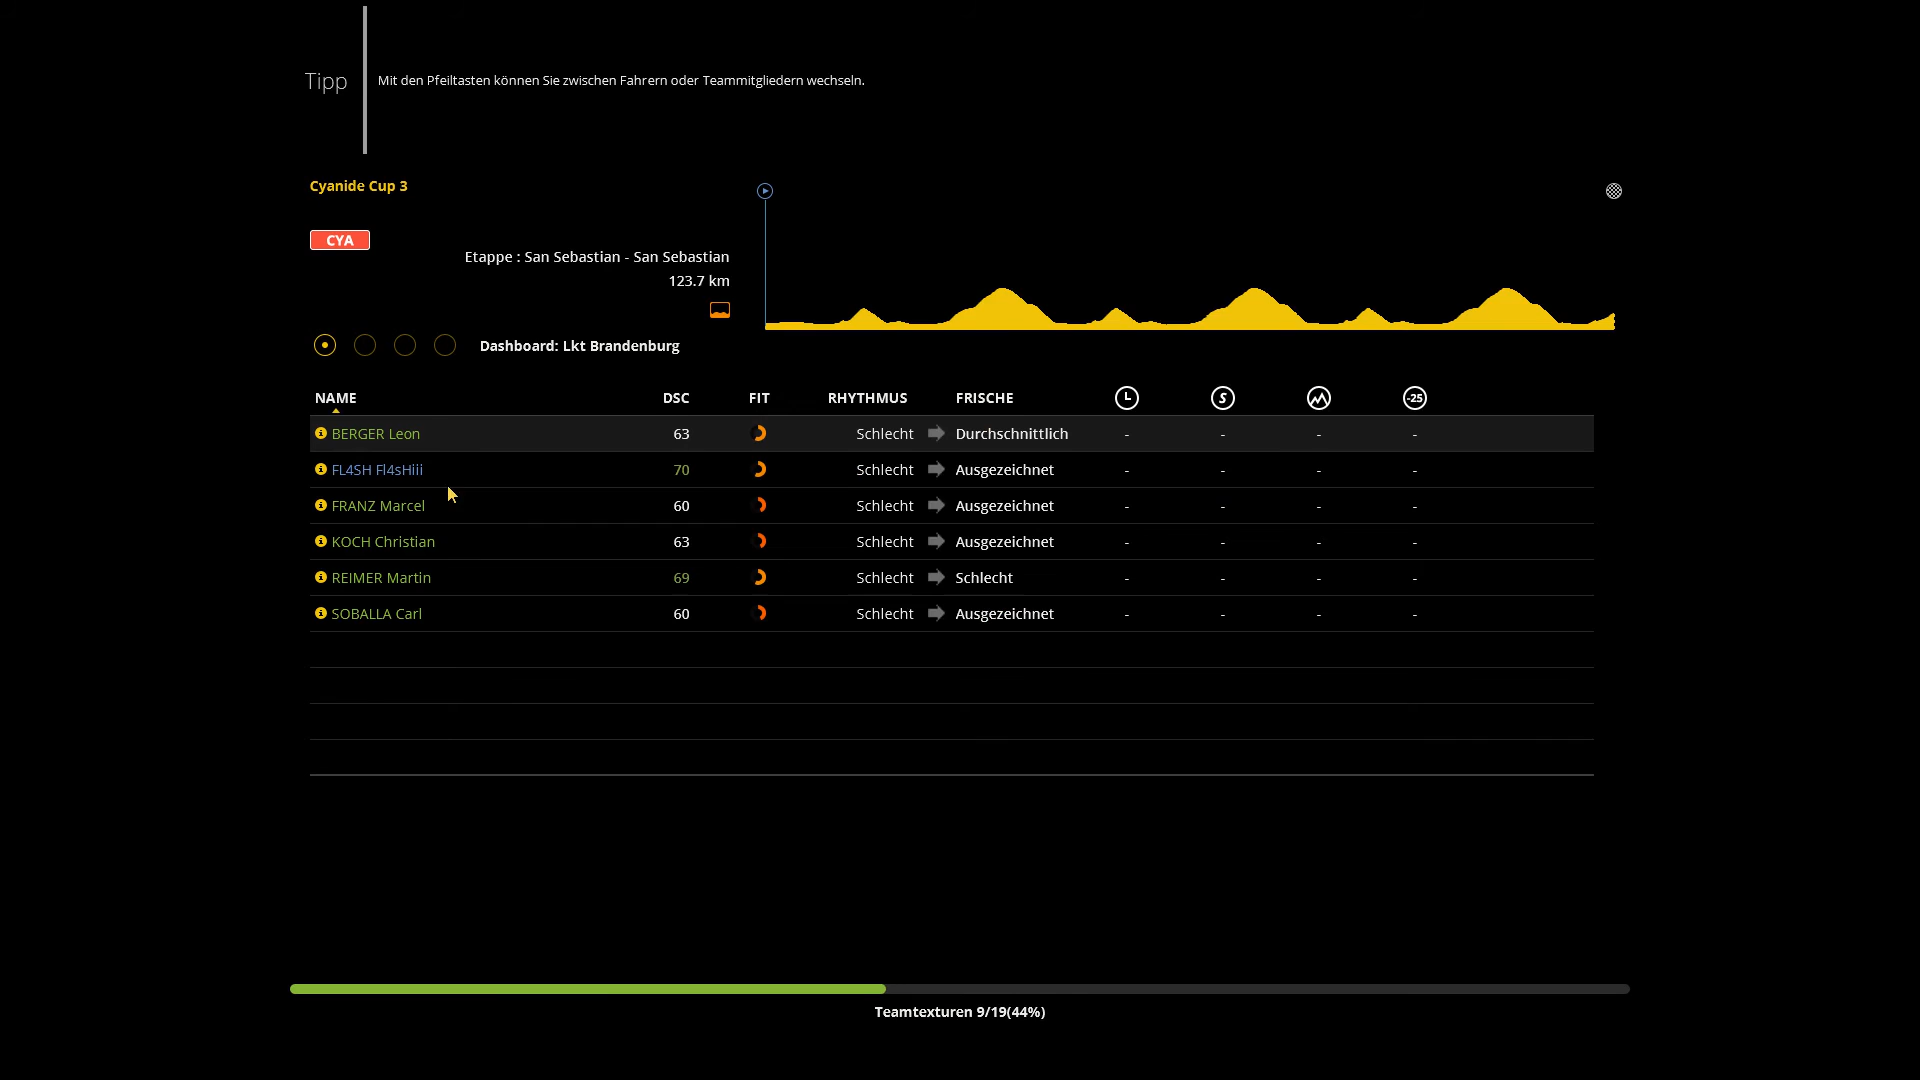 Tipp
Mit den Pfeiltasten können Sie zwischen Fahrern oder Teammitgliedern wechseln.
Cyanide Cup 3
CYA
Etappe : San Sebastian - San Sebastian
123.7 km
Dashboard: Lkt Brandenburg
NAME DSC FIT RHYTHMUS FRISCHE S -25
BERGER Leon 63 Schlecht Durchschnittlich - - - -
FL4SH Fl4sHiii 70 Schlecht Ausgezeichnet - - - -
FRANZ Marcel 60 Schlecht Ausgezeichnet - - - -
KOCH Christian 63 Schlecht Ausgezeichnet - - - -
REIMER Martin 69 Schlecht Schlecht - - - -
SOBALLA Carl 60 Schlecht Ausgezeichnet - - - -
Teamtexturen 9/19(44%)